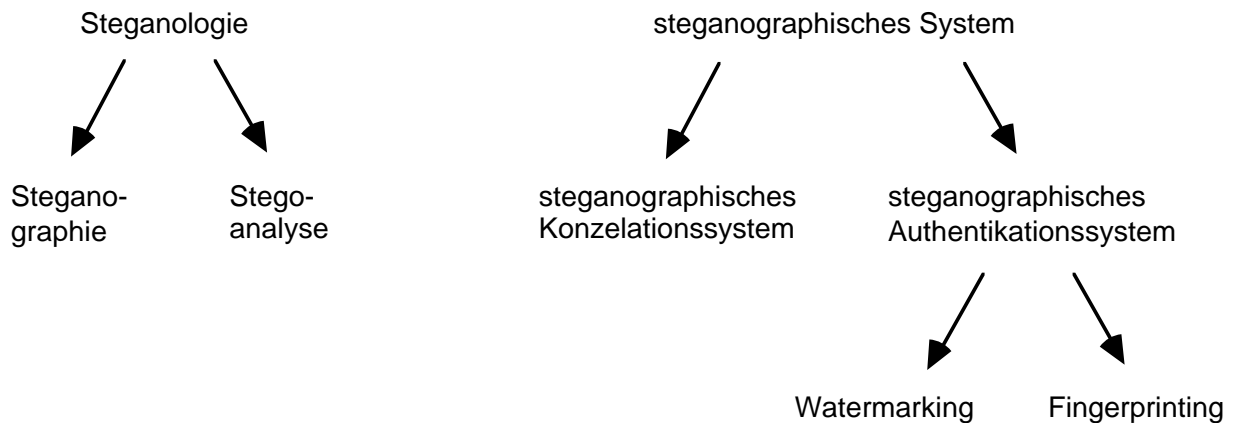 Steganologie
steganographisches System
Stegano-
graphie
Stego-
analyse
steganographisches
Konzelationssystem
steganographisches
Authentikationssystem
Watermarking
Fingerprinting